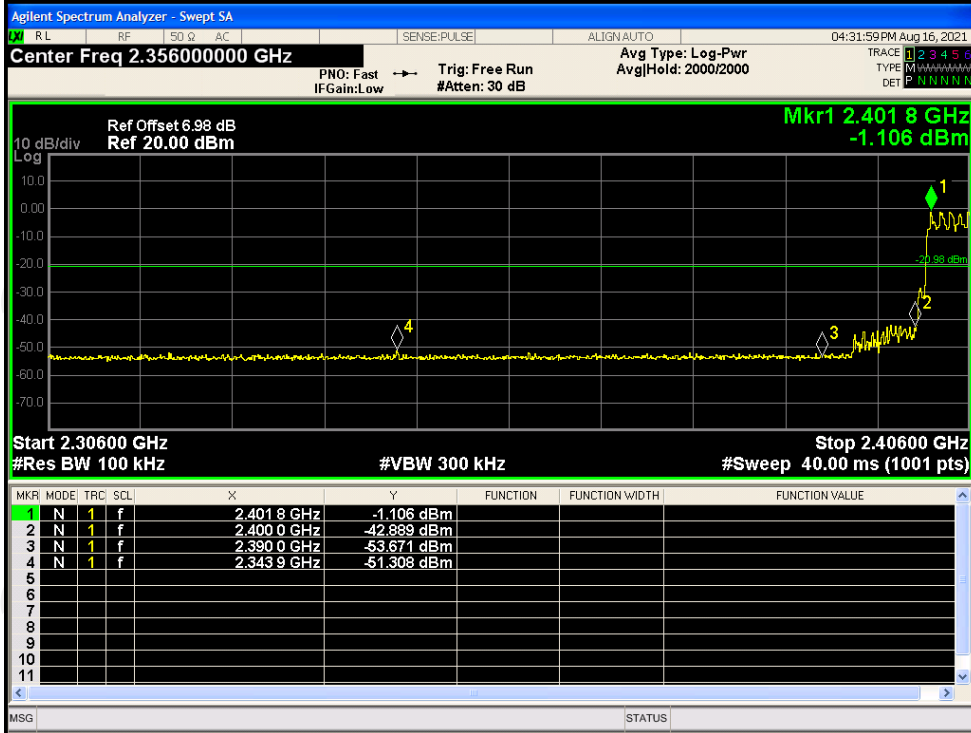 Agilent Spectrum Analyzer - Swept SA
LXI RL RF 50 Ω AC SENSE:PULSE ALIGN AUTO 04:31:59 PM Aug 16, 2021
Center Freq 2.356000000 GHz
PNO: Fast
IFGain:Low
Trig: Free Run
#Atten: 30 dB
Avg Type: Log-Pwr
Avg|Hold: 2000/2000
TRACE 1 2 3 4 5 6
TYPE M
DET P N N N N N
Mkr1 2.401 8 GHz
-1.106 dBm
Ref Offset 6.98 dB
10 dB/div Ref 20.00 dBm
Log
10.0
0.00
-10.0
-20.0
-30.0
-40.0
-50.0
-60.0
-70.0
1
-20.98 dBm
2
3
4
Start 2.30600 GHz Stop 2.40600 GHz
#Res BW 100 kHz #VBW 300 kHz #Sweep 40.00 ms (1001 pts)
MKR MODE TRC SCL X Y FUNCTION FUNCTION WIDTH FUNCTION VALUE
1 N 1 f 2.401 8 GHz -1.106 dBm
2 N 1 f 2.400 0 GHz -42.889 dBm
3 N 1 f 2.390 0 GHz -53.671 dBm
4 N 1 f 2.343 9 GHz -51.308 dBm
5
6
7
8
9
10
11
MSG STATUS